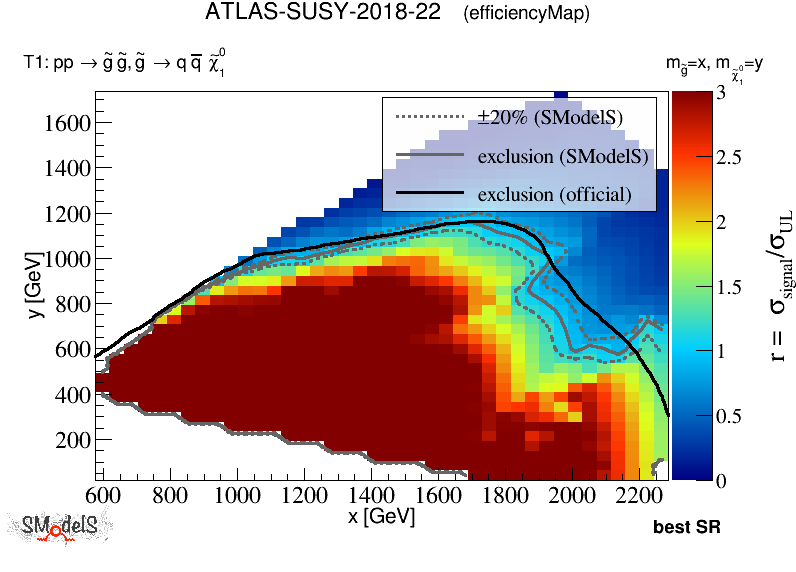 ATLAS-SUSY-2018-22 (efficiencyMap)
T1: pp → g̃ g̃, g̃ → q q̅ χ̃₁⁰
m_g̃=x, m_χ̃₁⁰=y
±20% (SModelS)
exclusion (SModelS)
exclusion (official)
y [GeV]
1600
1400
1200
1000
800
600
400
200
600 800 1000 1200 1400 1600 1800 2000 2200
x [GeV]
3
2.5
2
1.5
1
0.5
0
r = σ_signal/σ_UL
SModelS
best SR